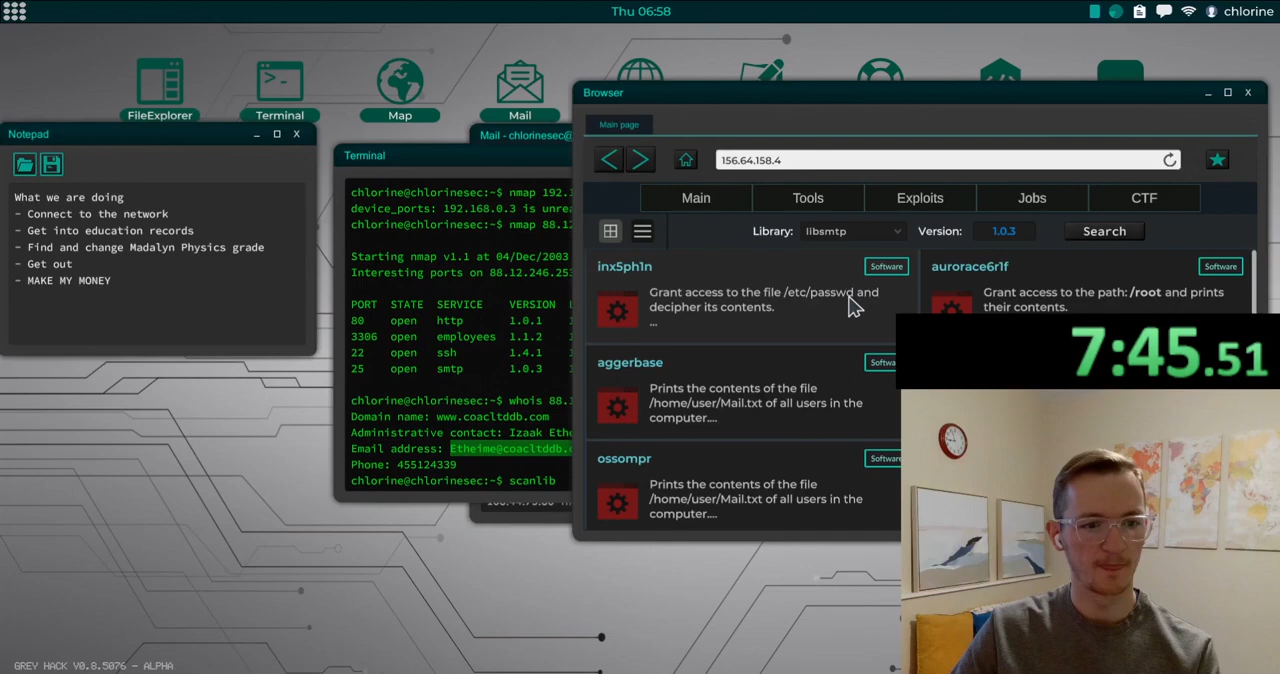 Thu 06:58
chlorine
FileExplorer
Terminal
Map
Mail
Notepad
What we are doing
- Connect to the network
- Get into education records
- Find and change Madalyn Physics grade
- Get out
- MAKE MY MONEY
Mail - chlorinesec@
Terminal
chlorine@chlorinesec:~$ nmap 192.
device_ports: 192.168.0.3 is unrea
chlorine@chlorinesec:~$ nmap 88.12
Starting nmap v1.1 at 04/Dec/2003
Interesting ports on 88.12.246.253
PORT STATE SERVICE VERSION
80 open http 1.0.1
3306 open employees 1.1.2
22 open ssh 1.4.1
25 open smtp 1.0.3
chlorine@chlorinesec:~$ whois 88.1
Domain name: www.coacltddb.com
Administrative contact: Izaak Ethe
Email address: Etheime@coacltddb.c
Phone: 455124339
chlorine@chlorinesec:~$ scanlib
Browser
Main page
156.64.158.4
Main Tools Exploits Jobs CTF
Library: libsmtp Version: 1.0.3 Search
inx5ph1n Software
Grant access to the file /etc/passwd and
decipher its contents.
...
aurorace6r1f Software
Grant access to the path: /root and prints
their contents.
aggerbase Softwa
Prints the contents of the file
/home/user/Mail.txt of all users in the
computer....
ossompr Software
Prints the contents of the file
/home/user/Mail.txt of all users in the
computer....
7:45.51
GREY HACK V0.8.5076 - ALPHA